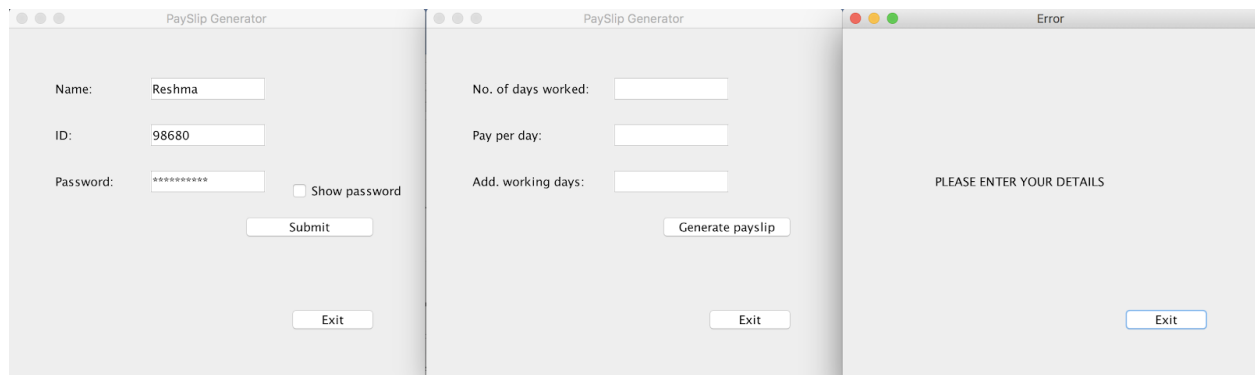 PaySlip Generator
Name: Reshma
ID: 98680
Password: **********
Show password
Submit
Exit
PaySlip Generator
No. of days worked:
Pay per day:
Add. working days:
Generate payslip
Exit
Error
PLEASE ENTER YOUR DETAILS
Exit